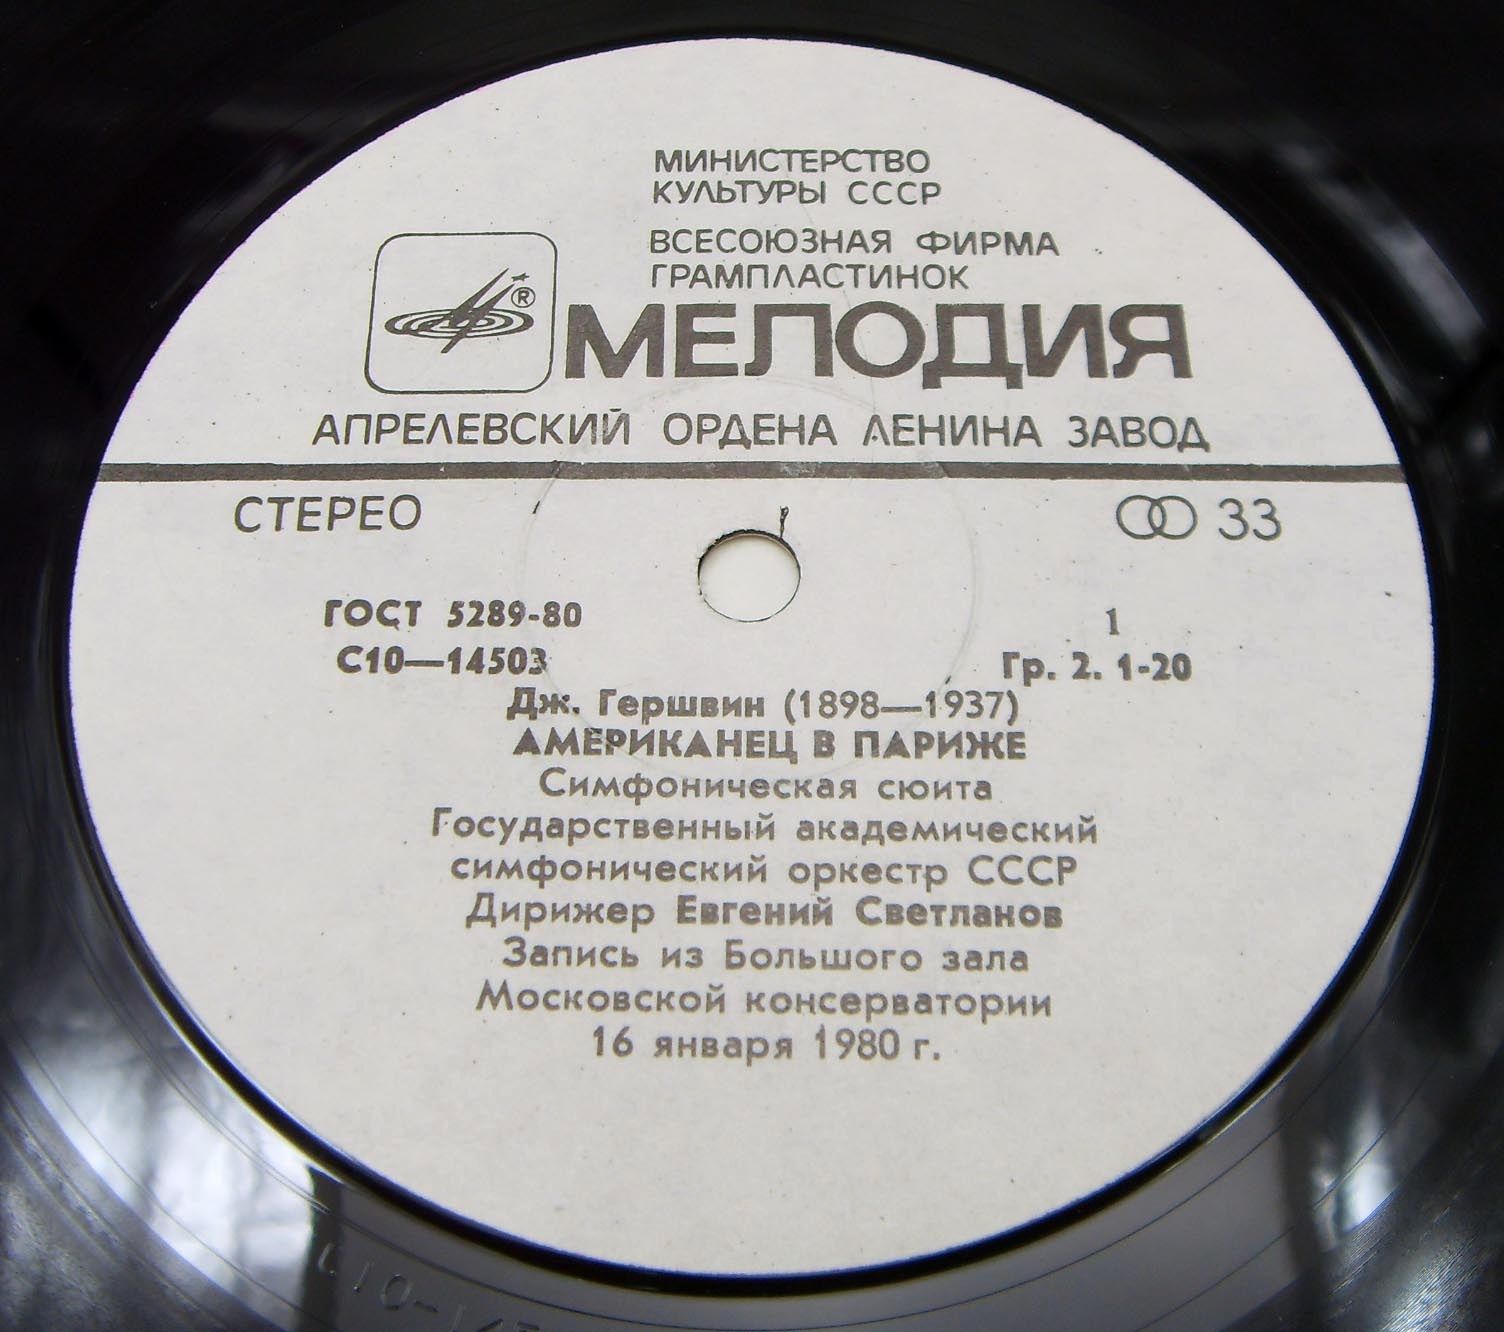 МИНИСТЕРСТВО
КУЛЬТУРЫ СССР
ВСЕСОЮЗНАЯ ФИРМА
ГРАМПЛАСТИНОК
®
МЕЛОДИЯ
АПРЕЛЕВСКИЙ ОРДЕНА ЛЕНИНА ЗАВОД
СТЕРЕО
33
ГОСТ 5289-80
1
С10—14503
Гр. 2. 1-20
Дж. Гершвин (1898—1937)
АМЕРИКАНЕЦ В ПАРИЖЕ
Симфоническая сюита
Государственный академический
симфонический оркестр СССР
Дирижер Евгений Светланов
Запись из Большого зала
Московской консерватории
16 января 1980 г.